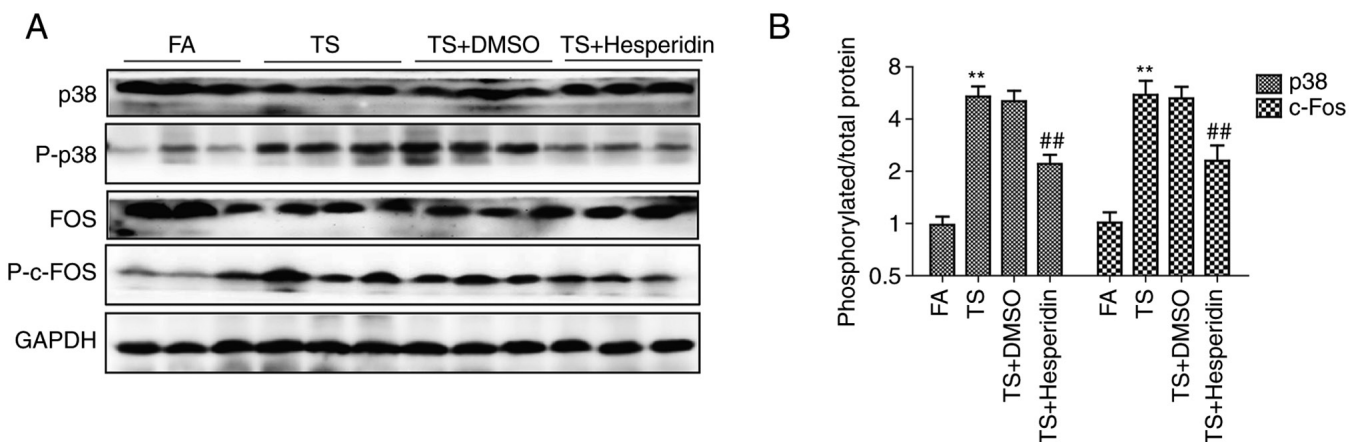 A
FA TS TS+DMSO TS+Hesperidin
p38
P-p38
FOS
P-c-FOS
GAPDH
B
Phosphorylated/total protein
8
4
2
1
0.5
** ## ** ##
FA TS TS+DMSO TS+Hesperidin FA TS TS+DMSO TS+Hesperidin
p38
c-Fos